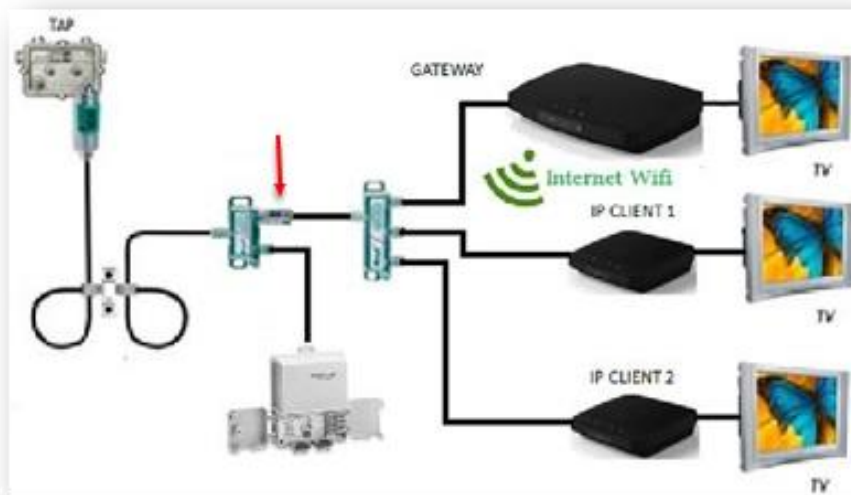 TAP
GATEWAY
TV
Internet Wifi
IP CLIENT 1
TV
IP CLIENT 2
TV